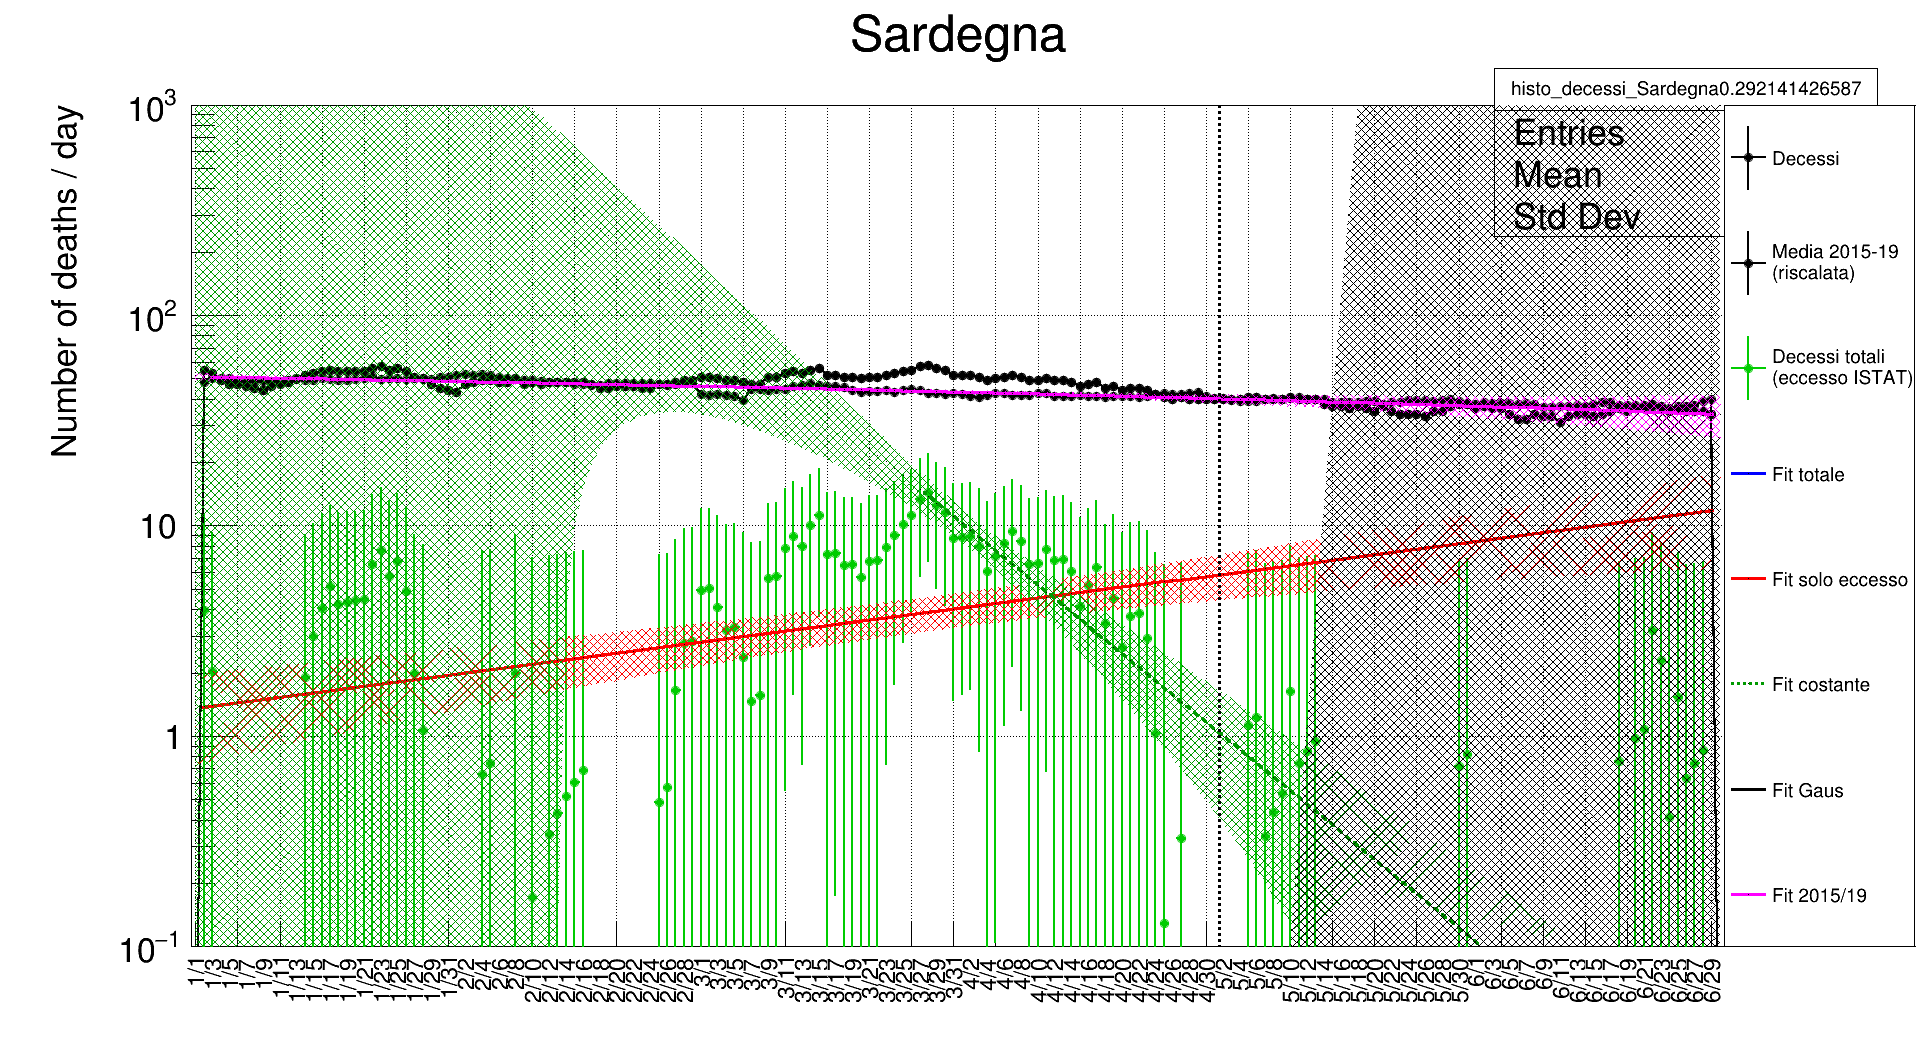 Sardegna
histo_decessi_Sardegna0.292141426587
Entries
Mean
Std Dev
Number of deaths / day
10³
10²
10
1
10⁻¹
1/1 1/3 1/5 1/7 1/9 1/11 1/13 1/15 1/17 1/19 1/21 1/23 1/25 1/27 1/29 1/31 2/2 2/4 2/6 2/8 2/10 2/12 2/14 2/16 2/18 2/20 2/22 2/24 2/26 2/28 3/1 3/3 3/5 3/7 3/9 3/11 3/13 3/15 3/17 3/19 3/21 3/23 3/25 3/27 3/29 3/31 4/2 4/4 4/6 4/8 4/10 4/12 4/14 4/16 4/18 4/20 4/22 4/24 4/26 4/28 4/30 5/2 5/4 5/6 5/8 5/10 5/12 5/14 5/16 5/18 5/20 5/22 5/24 5/26 5/28 5/30 6/1 6/3 6/5 6/7 6/9 6/11 6/13 6/15 6/17 6/19 6/21 6/23 6/25 6/27 6/29
Decessi
Media 2015-19
(riscalata)
Decessi totali
(eccesso ISTAT)
Fit totale
Fit solo eccesso
Fit costante
Fit Gaus
Fit 2015/19